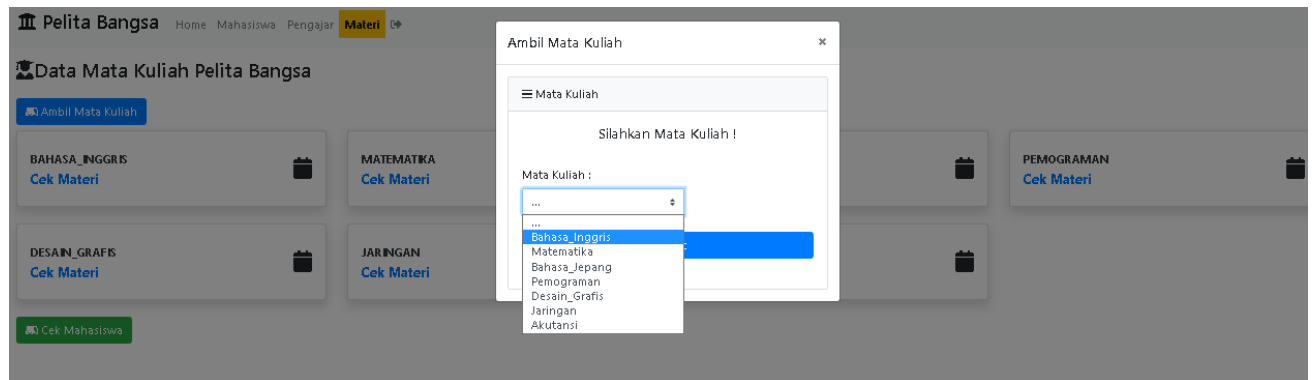 Pelita Bangsa Home Mahasiswa Pengajar Materi
Data Mata Kuliah Pelita Bangsa
Ambil Mata Kuliah
BAHASA_INGGRIS
Cek Materi
MATEMATIKA
Cek Materi
PEMOGRAMAN
Cek Materi
DESAIN_GRAFIS
Cek Materi
JARINGAN
Cek Materi
Cek Mahasiswa
Ambil Mata Kuliah ×
Mata Kuliah
Silahkan Mata Kuliah !
Mata Kuliah :
...
...
Bahasa_Inggris
Matematika
Bahasa_Jepang
Pemograman
Desain_Grafis
Jaringan
Akutansi